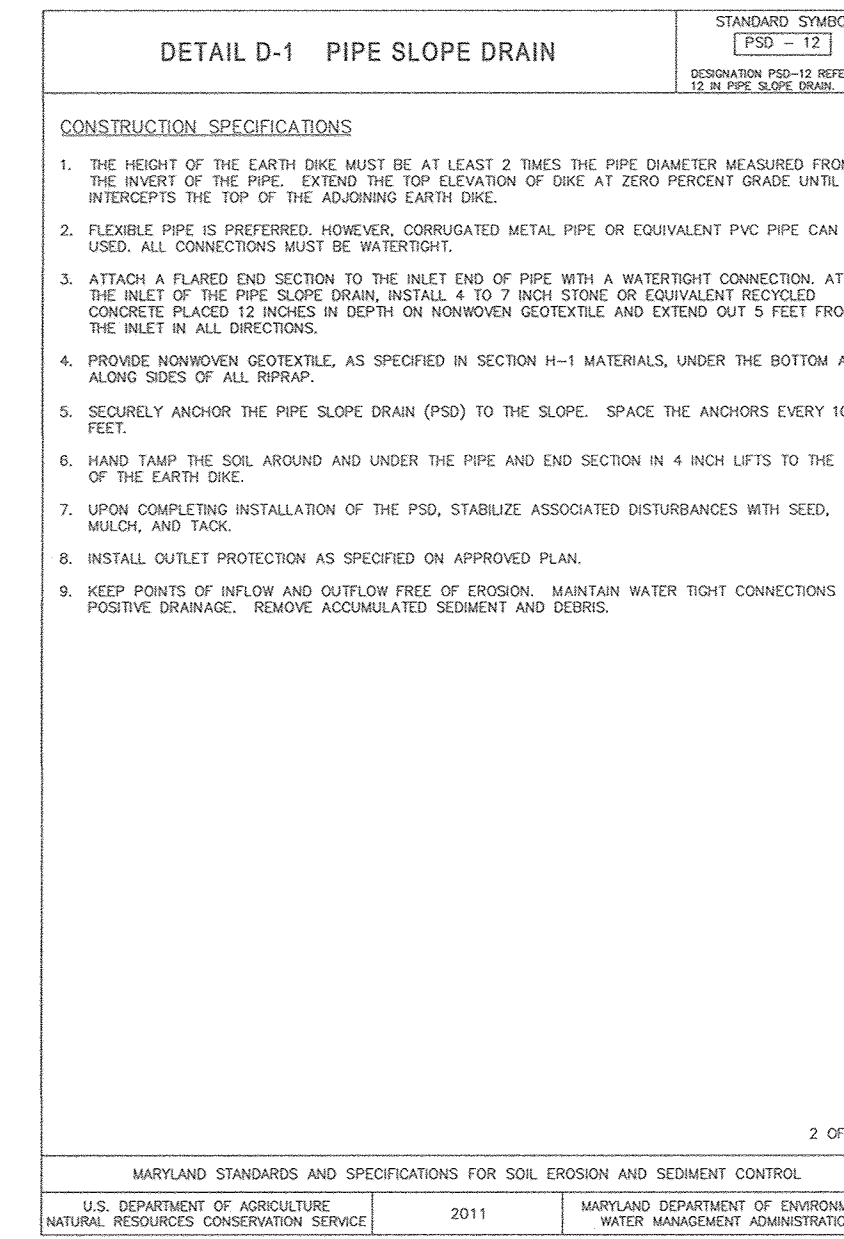 DETAIL D-1 PIPE SLOPE DRAIN
STANDARD SYMBO
PSD - 12
DESIGNATION PSD-12 REFE
12 IN PIPE SLOPE DRAIN.
CONSTRUCTION SPECIFICATIONS
1. THE HEIGHT OF THE EARTH DIKE MUST BE AT LEAST 2 TIMES THE PIPE DIAMETER MEASURED FRO
THE INVERT OF THE PIPE. EXTEND THE TOP ELEVATION OF DIKE AT ZERO PERCENT GRADE UNTIL
INTERCEPTS THE TOP OF THE ADJOINING EARTH DIKE.
2. FLEXIBLE PIPE IS PREFERRED. HOWEVER, CORRUGATED METAL PIPE OR EQUIVALENT PVC PIPE CAN
USED. ALL CONNECTIONS MUST BE WATERTIGHT.
3. ATTACH A FLARED END SECTION TO THE INLET END OF PIPE WITH A WATERTIGHT CONNECTION. AT
THE INLET OF THE PIPE SLOPE DRAIN, INSTALL 4 TO 7 INCH STONE OR EQUIVALENT RECYCLED
CONCRETE PLACED 12 INCHES IN DEPTH ON NONWOVEN GEOTEXTILE AND EXTEND OUT 5 FEET FRO
THE INLET IN ALL DIRECTIONS.
4. PROVIDE NONWOVEN GEOTEXTILE, AS SPECIFIED IN SECTION H-1 MATERIALS, UNDER THE BOTTOM A
ALONG SIDES OF ALL RIPRAP.
5. SECURELY ANCHOR THE PIPE SLOPE DRAIN (PSD) TO THE SLOPE. SPACE THE ANCHORS EVERY 10
FEET.
6. HAND TAMP THE SOIL AROUND AND UNDER THE PIPE AND END SECTION IN 4 INCH LIFTS TO THE
OF THE EARTH DIKE.
7. UPON COMPLETING INSTALLATION OF THE PSD, STABILIZE ASSOCIATED DISTURBANCES WITH SEED,
MULCH, AND TACK.
8. INSTALL OUTLET PROTECTION AS SPECIFIED ON APPROVED PLAN.
9. KEEP POINTS OF INFLOW AND OUTFLOW FREE OF EROSION. MAINTAIN WATER TIGHT CONNECTIONS
POSITIVE DRAINAGE. REMOVE ACCUMULATED SEDIMENT AND DEBRIS.
2 OF
MARYLAND STANDARDS AND SPECIFICATIONS FOR SOIL EROSION AND SEDIMENT CONTROL
U.S. DEPARTMENT OF AGRICULTURE
NATURAL RESOURCES CONSERVATION SERVICE
2011
MARYLAND DEPARTMENT OF ENVIRONM
WATER MANAGEMENT ADMINISTRATIO